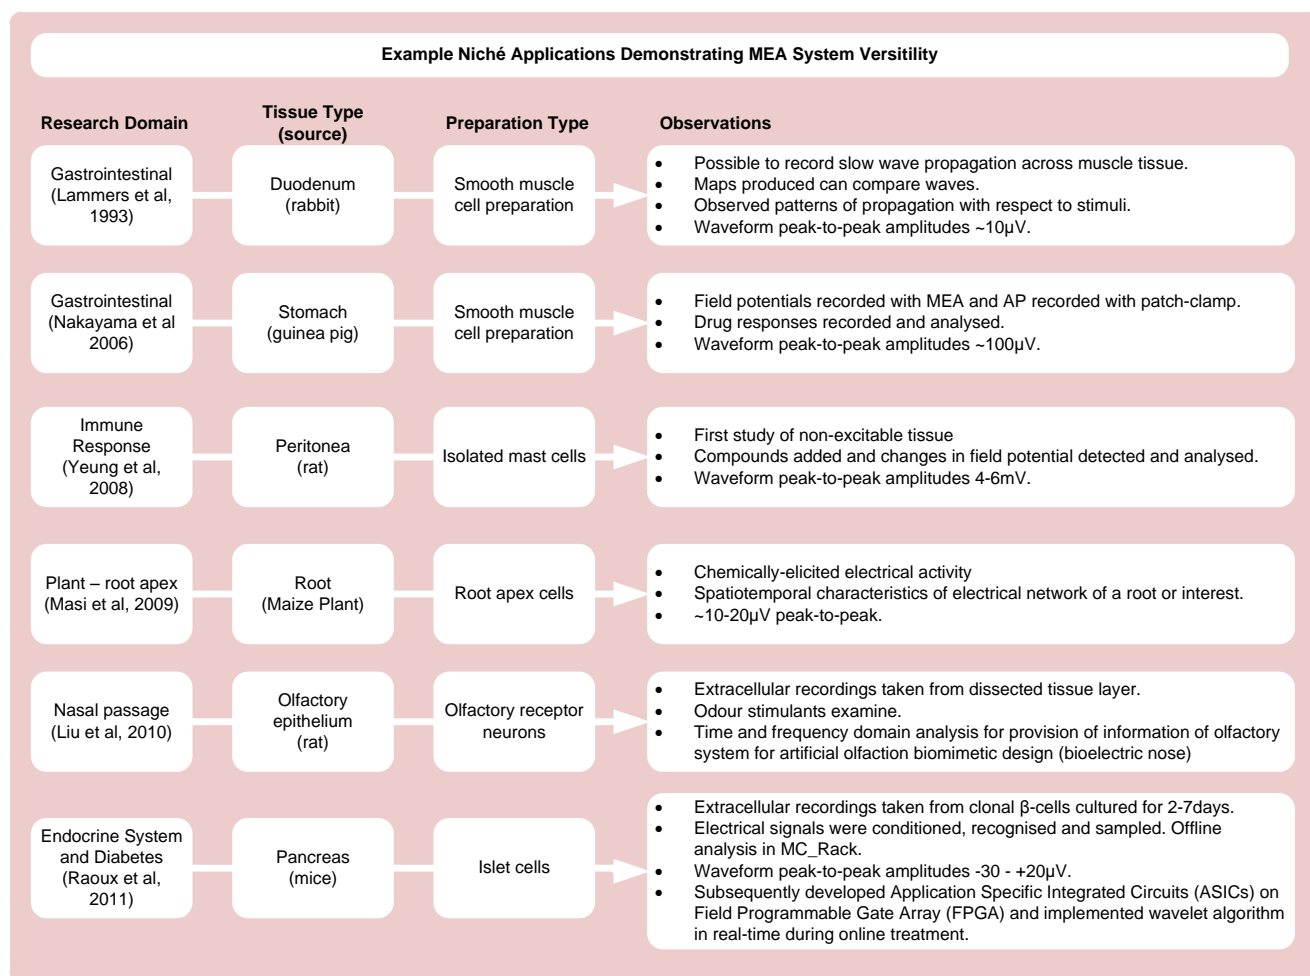 Example Niché Applications Demonstrating MEA System Versitility
Research Domain
Tissue Type
(source)
Preparation Type
Observations
Gastrointestinal
(Lammers et al,
1993)
Duodenum
(rabbit)
Smooth muscle
cell preparation
• Possible to record slow wave propagation across muscle tissue.
• Maps produced can compare waves.
• Observed patterns of propagation with respect to stimuli.
• Waveform peak-to-peak amplitudes ~10µV.
Gastrointestinal
(Nakayama et al
2006)
Stomach
(guinea pig)
Smooth muscle
cell preparation
• Field potentials recorded with MEA and AP recorded with patch-clamp.
• Drug responses recorded and analysed.
• Waveform peak-to-peak amplitudes ~100µV.
Immune
Response
(Yeung et al,
2008)
Peritonea
(rat)
Isolated mast cells
• First study of non-excitable tissue
• Compounds added and changes in field potential detected and analysed.
• Waveform peak-to-peak amplitudes 4-6mV.
Plant – root apex
(Masi et al, 2009)
Root
(Maize Plant)
Root apex cells
• Chemically-elicited electrical activity
• Spatiotemporal characteristics of electrical network of a root or interest.
• ~10-20µV peak-to-peak.
Nasal passage
(Liu et al, 2010)
Olfactory
epithelium
(rat)
Olfactory receptor
neurons
• Extracellular recordings taken from dissected tissue layer.
• Odour stimulants examine.
• Time and frequency domain analysis for provision of information of olfactory
system for artificial olfaction biomimetic design (bioelectric nose)
Endocrine System
and Diabetes
(Raoux et al,
2011)
Pancreas
(mice)
Islet cells
• Extracellular recordings taken from clonal β-cells cultured for 2-7days.
• Electrical signals were conditioned, recognised and sampled. Offline
analysis in MC_Rack.
• Waveform peak-to-peak amplitudes -30 - +20µV.
• Subsequently developed Application Specific Integrated Circuits (ASICs) on
Field Programmable Gate Array (FPGA) and implemented wavelet algorithm
in real-time during online treatment.